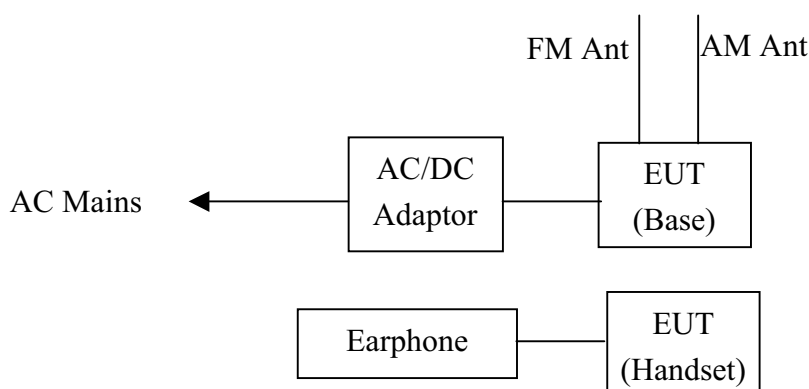 FM Ant
AM Ant
AC Mains
AC/DC
Adaptor
EUT
(Base)
Earphone
EUT
(Handset)